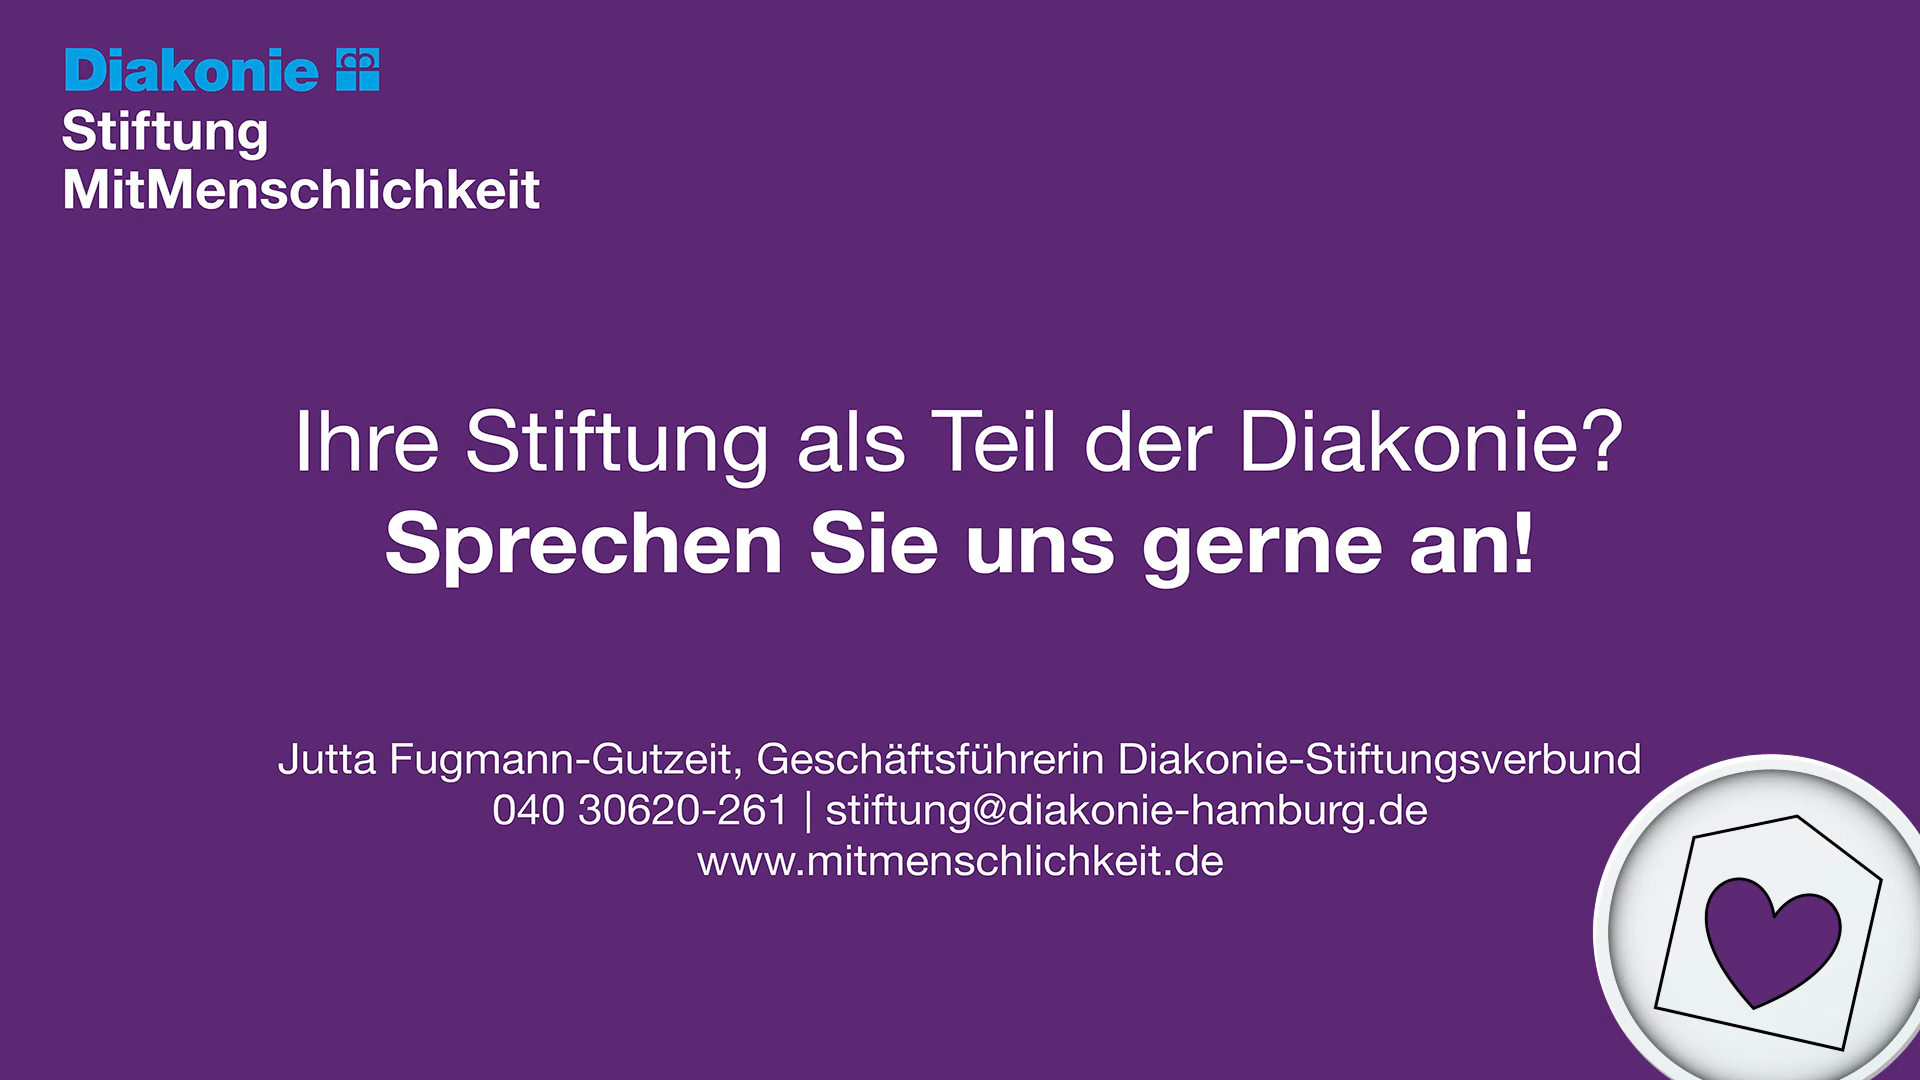 Diakonie
Stiftung
MitMenschlichkeit
Ihre Stiftung als Teil der Diakonie?
Sprechen Sie uns gerne an!
Jutta Fugmann-Gutzeit, Geschäftsführerin Diakonie-Stiftungsverbund
040 30620-261 | stiftung@diakonie-hamburg.de
www.mitmenschlichkeit.de